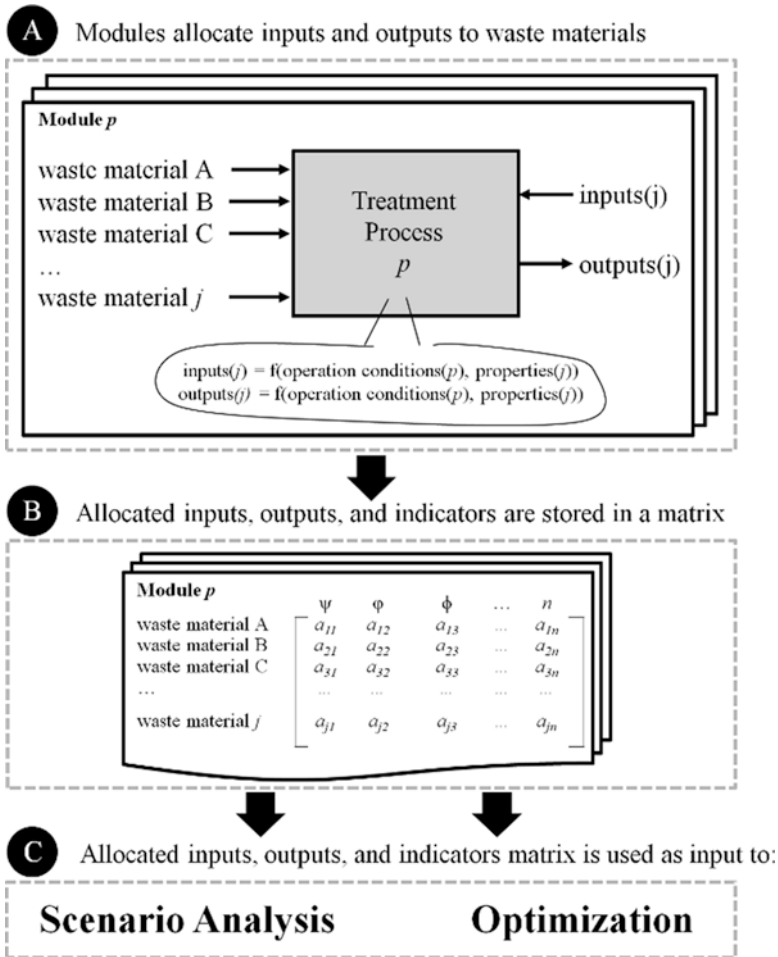 A Modules allocate inputs and outputs to waste materials
Module p
waste material A
waste material B
waste material C
...
waste material j
Treatment
Process
p
inputs(j)
outputs(j)
inputs(j) = f(operation conditions(p), properties(j))
outputs(j) = f(operation conditions(p), properties(j))
B Allocated inputs, outputs, and indicators are stored in a matrix
Module p
ψ φ ϕ ... n
waste material A a11 a12 a13 ... a1n
waste material B a21 a22 a23 ... a2n
waste material C a31 a32 a33 ... a3n
... ... ... ... ... ...
waste material j aj1 aj2 aj3 ... ajn
C Allocated inputs, outputs, and indicators matrix is used as input to:
Scenario Analysis Optimization